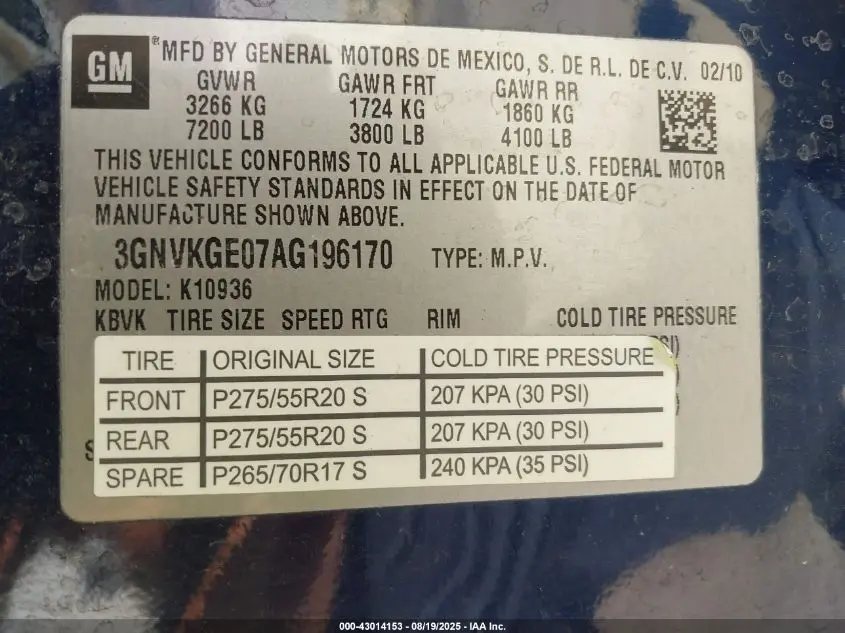 GM
® MFD BY GENERAL MOTORS DE MEXICO, S. DE R.L. DE C.V. 02/10
GVWR GAWR FRT GAWR RR
3266 KG 1724 KG 1860 KG
7200 LB 3800 LB 4100 LB
THIS VEHICLE CONFORMS TO ALL APPLICABLE U.S. FEDERAL MOTOR
VEHICLE SAFETY STANDARDS IN EFFECT ON THE DATE OF
MANUFACTURE SHOWN ABOVE.
3GNVKGE07AG196170 TYPE: M.P.V.
MODEL: K10936
KBVK TIRE SIZE SPEED RTG RIM COLD TIRE PRESSURE
TIRE ORIGINAL SIZE COLD TIRE PRESSURE
FRONT P275/55R20 S 207 KPA (30 PSI)
REAR P275/55R20 S 207 KPA (30 PSI)
SPARE P265/70R17 S 240 KPA (35 PSI)
000-43014153 - 08/19/2025 - IAA Inc.